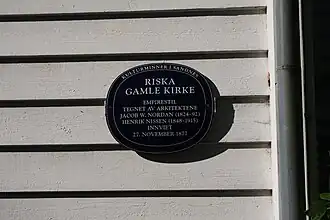 KULTURMINNER I SANDNES
RISKA
GAMLE KIRKE
EMPIRESTIL
TEGNET AV ARKITEKTENE
JACOB W. NORDAN (1824-92)
HENRIK NISSEN (1848-1915)
INNVIET
27. NOVEMBER 1877